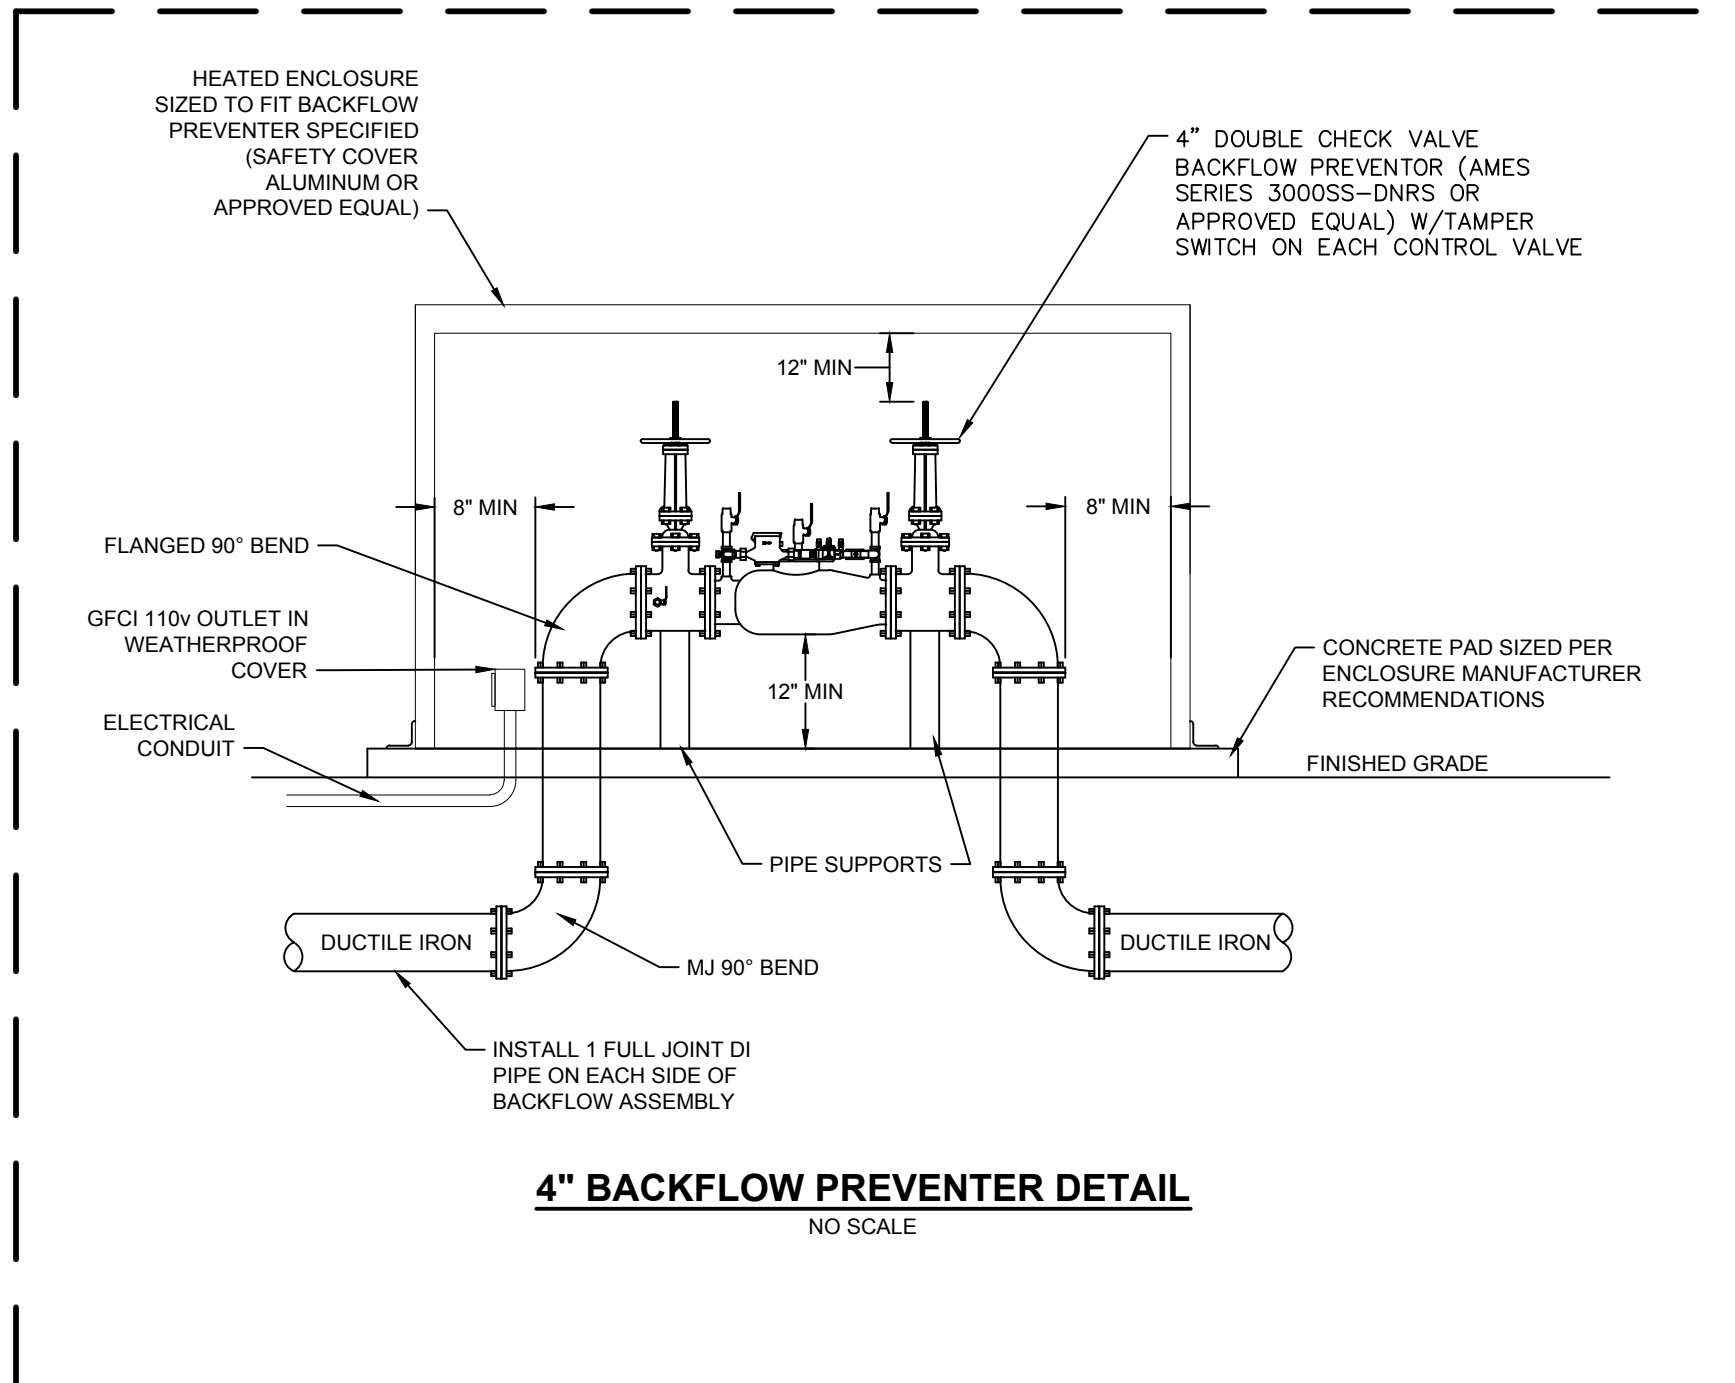 HEATED ENCLOSURE
SIZED TO FIT BACKFLOW
PREVENTER SPECIFIED
(SAFETY COVER
ALUMINUM OR
APPROVED EQUAL)
4” DOUBLE CHECK VALVE
BACKFLOW PREVENTOR (AMES
SERIES 3000SS-DNRS OR
APPROVED EQUAL) W/TAMPER
SWITCH ON EACH CONTROL VALVE
12" MIN
8" MIN
8" MIN
FLANGED 90° BEND
GFCI 110v OUTLET IN
WEATHERPROOF
COVER
12" MIN
CONCRETE PAD SIZED PER
ENCLOSURE MANUFACTURER
RECOMMENDATIONS
ELECTRICAL
CONDUIT
FINISHED GRADE
PIPE SUPPORTS
DUCTILE IRON
DUCTILE IRON
MJ 90° BEND
INSTALL 1 FULL JOINT DI
PIPE ON EACH SIDE OF
BACKFLOW ASSEMBLY
4" BACKFLOW PREVENTER DETAIL
NO SCALE